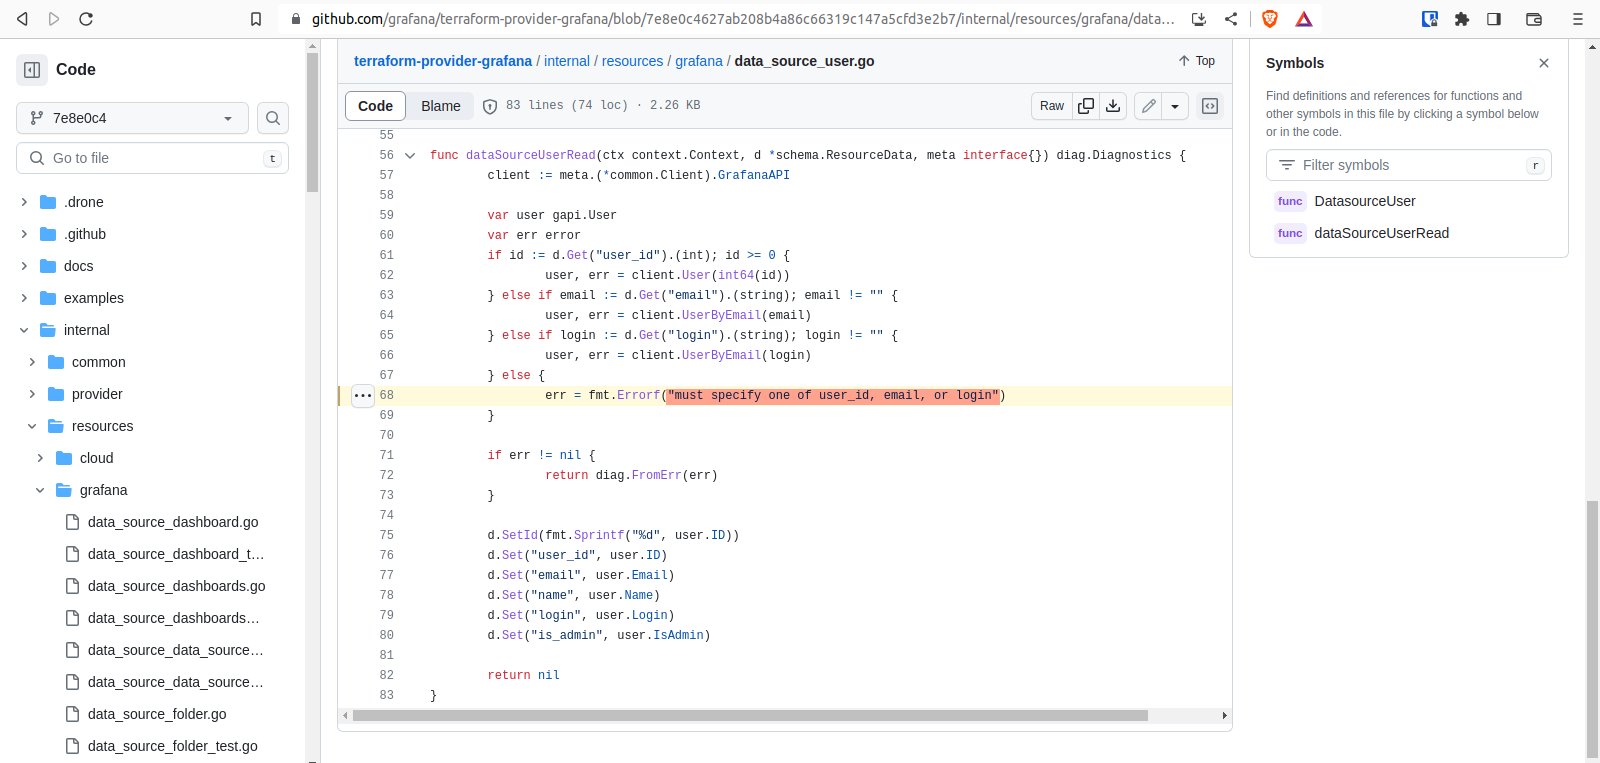 github.com/grafana/terraform-provider-grafana/blob/7e8e0c4627ab208b4a86c66319c147a5cfd3e2b7/internal/resources/grafana/data...
Code
7e8e0c4
Go to file
t
.drone
.github
docs
examples
internal
common
provider
resources
cloud
grafana
data_source_dashboard.go
data_source_dashboard_t...
data_source_dashboards.go
data_source_dashboards...
data_source_data_source...
data_source_data_source...
data_source_folder.go
data_source_folder_test.go
terraform-provider-grafana / internal / resources / grafana / data_source_user.go
Top
Code Blame 83 lines (74 loc) · 2.26 KB Raw
55
56 func dataSourceUserRead(ctx context.Context, d *schema.ResourceData, meta interface{}) diag.Diagnostics {
57 client := meta.(*common.Client).GrafanaAPI
58
59 var user gapi.User
60 var err error
61 if id := d.Get("user_id").(int); id >= 0 {
62 user, err = client.User(int64(id))
63 } else if email := d.Get("email").(string); email != "" {
64 user, err = client.UserByEmail(email)
65 } else if login := d.Get("login").(string); login != "" {
66 user, err = client.UserByEmail(login)
67 } else {
68 err = fmt.Errorf("must specify one of user_id, email, or login")
69 }
70
71 if err != nil {
72 return diag.FromErr(err)
73 }
74
75 d.SetId(fmt.Sprintf("%d", user.ID))
76 d.Set("user_id", user.ID)
77 d.Set("email", user.Email)
78 d.Set("name", user.Name)
79 d.Set("login", user.Login)
80 d.Set("is_admin", user.IsAdmin)
81
82 return nil
83 }
Symbols
Find definitions and references for functions and
other symbols in this file by clicking a symbol below
or in the code.
Filter symbols
r
func DatasourceUser
func dataSourceUserRead